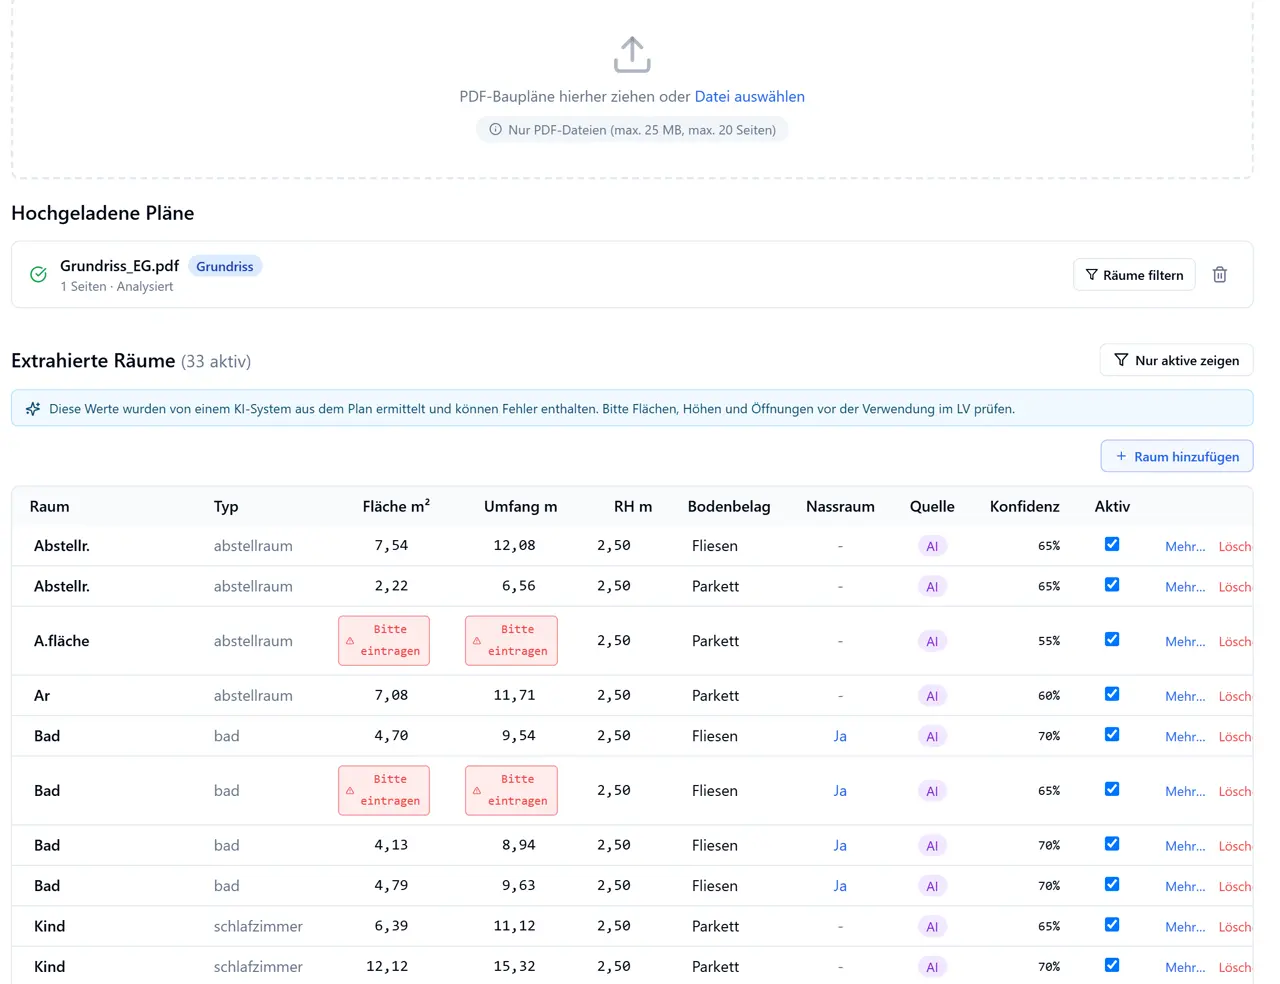 PDF-Baupläne hierher ziehen oder Datei auswählen
Nur PDF-Dateien (max. 25 MB, max. 20 Seiten)
Hochgeladene Pläne
Grundriss_EG.pdf Grundriss
1 Seiten · Analysiert
Räume filtern
Extrahierte Räume (33 aktiv)
Nur aktive zeigen
Diese Werte wurden von einem KI-System aus dem Plan ermittelt und können Fehler enthalten. Bitte Flächen, Höhen und Öffnungen vor der Verwendung im LV prüfen.
+ Raum hinzufügen
Raum Typ Fläche m² Umfang m RH m Bodenbelag Nassraum Quelle Konfidenz Aktiv
Abstellr. abstellraum 7,54 12,08 2,50 Fliesen - AI 65% Mehr... Lösch
Abstellr. abstellraum 2,22 6,56 2,50 Parkett - AI 65% Mehr... Lösch
A.fläche abstellraum Bitte eintragen Bitte eintragen 2,50 Parkett - AI 55% Mehr... Lösch
Ar abstellraum 7,08 11,71 2,50 Parkett - AI 60% Mehr... Lösch
Bad bad 4,70 9,54 2,50 Fliesen Ja AI 70% Mehr... Lösch
Bad bad Bitte eintragen Bitte eintragen 2,50 Fliesen Ja AI 65% Mehr... Lösch
Bad bad 4,13 8,94 2,50 Fliesen Ja AI 70% Mehr... Lösch
Bad bad 4,79 9,63 2,50 Fliesen Ja AI 70% Mehr... Lösch
Kind schlafzimmer 6,39 11,12 2,50 Parkett - AI 65% Mehr... Lösch
Kind schlafzimmer 12,12 15,32 2,50 Parkett - AI 70% Mehr... Lösch